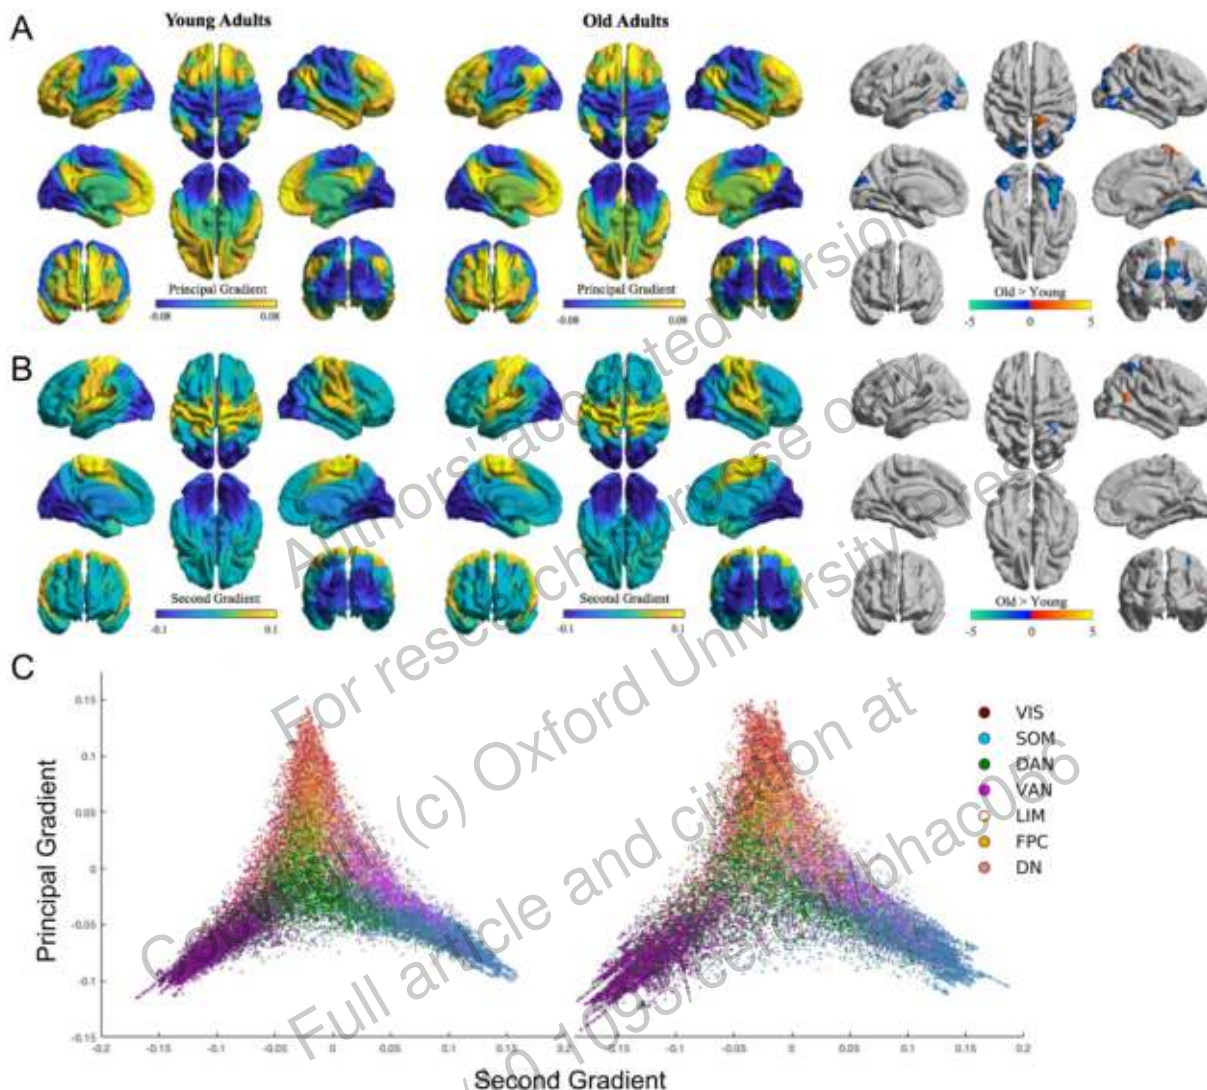 A
Young Adults
Old Adults
Principal Gradient
-0.08
0.08
Principal Gradient
-0.08
0.08
Old > Young
-5
0
5
B
Second Gradient
-0.1
0.1
Second Gradient
-0.1
0.1
Old > Young
-5
0
5
C
Principal Gradient
0.15
0.1
0.05
0
-0.05
-0.1
-0.15
-0.2
-0.15
-0.1
-0.05
0
0.05
0.1
0.15
0.2
-0.15
-0.1
-0.05
0
0.05
0.1
0.15
0.2
Second Gradient
VIS
SOM
DAN
VAN
LIM
FPC
DN
Authors' accepted version
For research purpose only
Copyright (c) Oxford University Press
Full article and citation at